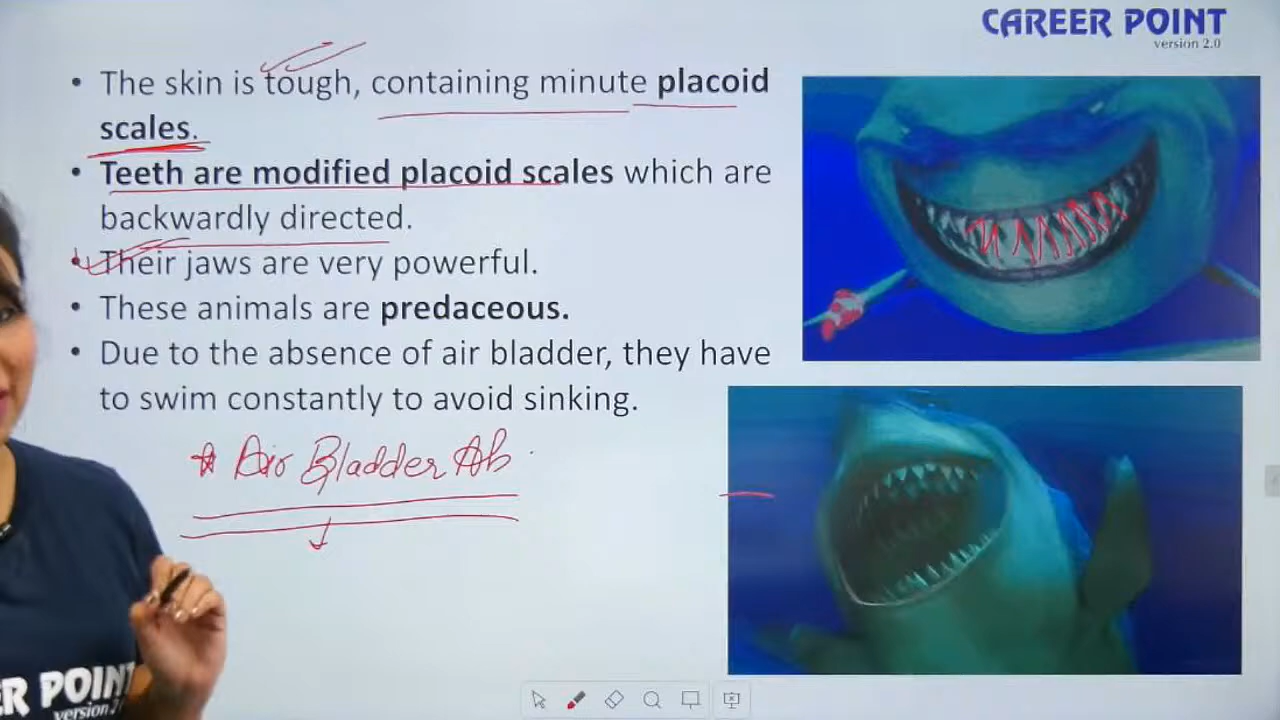 CAREER POINT
version 2.0
• The skin is tough, containing minute placoid
scales.
• Teeth are modified placoid scales which are
backwardly directed.
• Their jaws are very powerful.
• These animals are predaceous.
• Due to the absence of air bladder, they have
to swim constantly to avoid sinking.
* Air Bladder Ab
ER POINT
version 2.